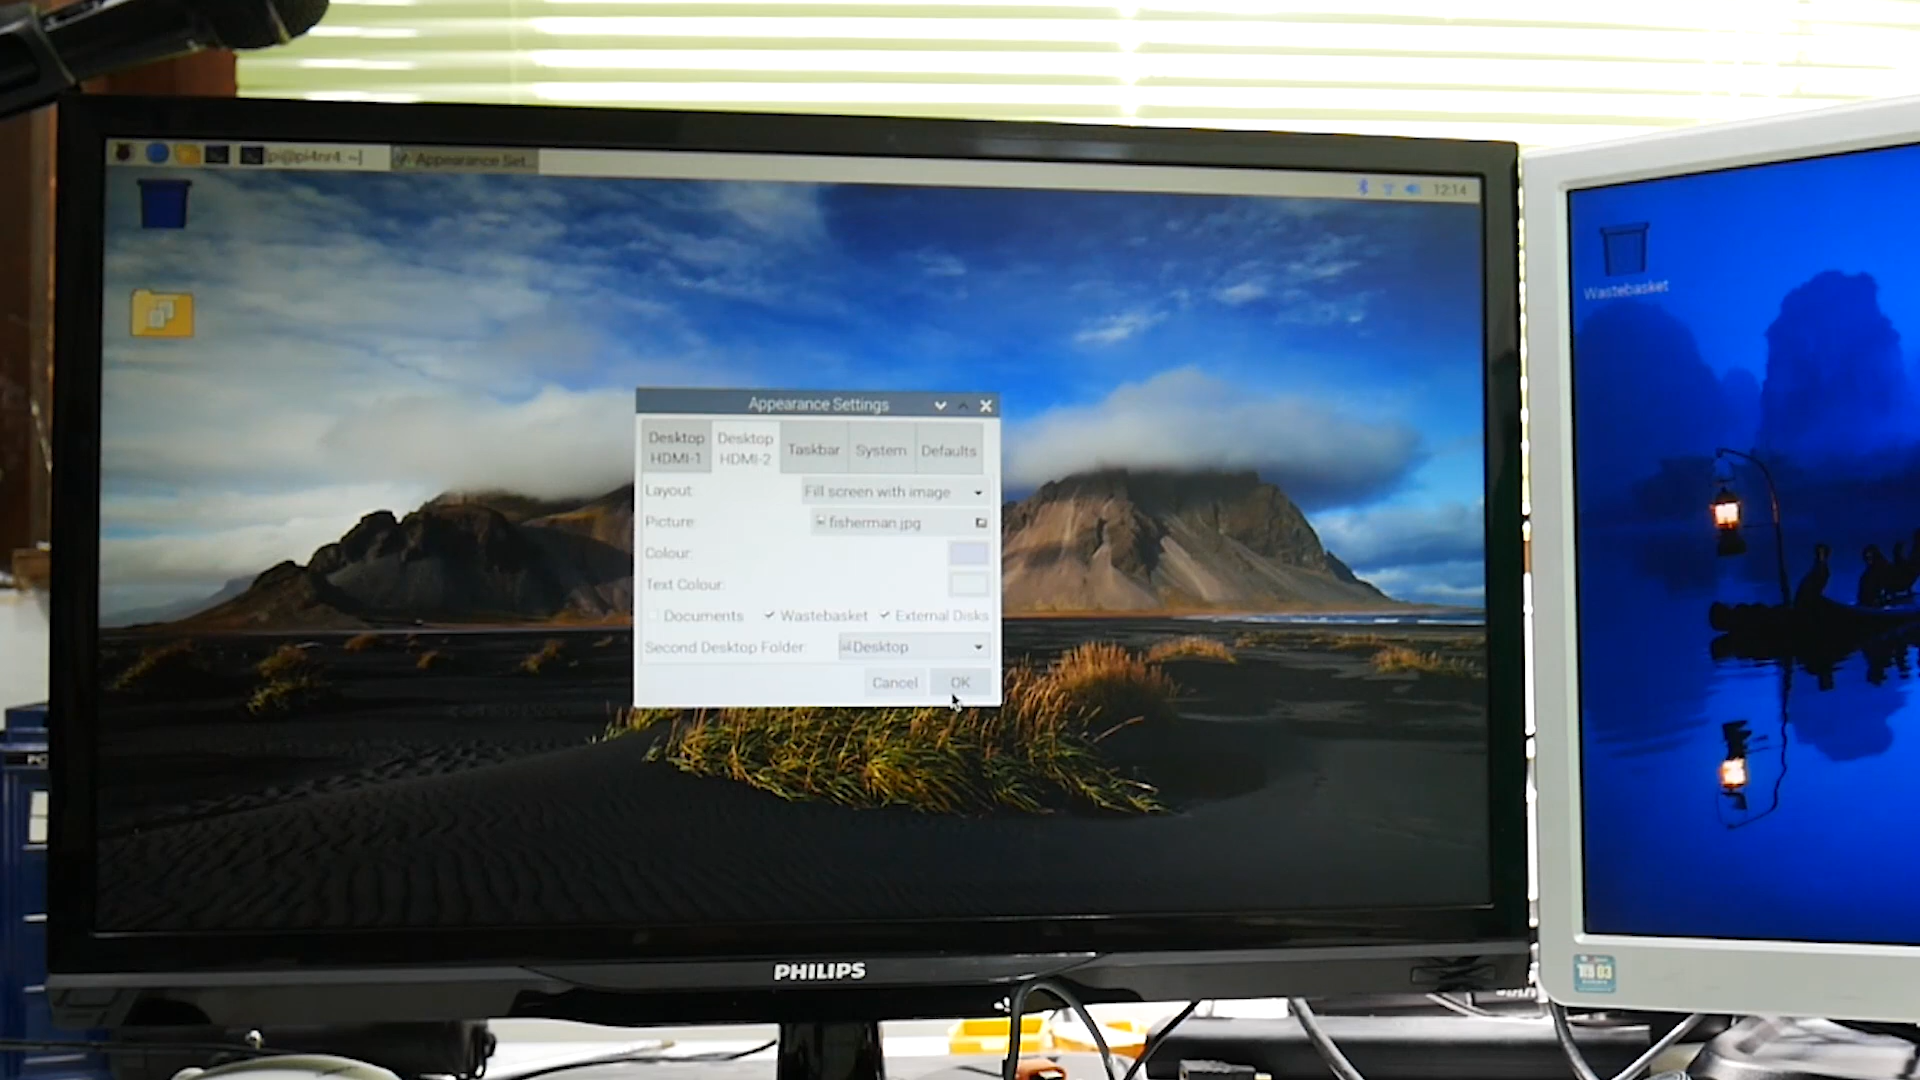 [pi@pi4nr4: ~]
Appearance Set...
12:14
Wastebasket
Appearance Settings
Desktop HDMI-1
Desktop HDMI-2
Taskbar
System
Defaults
Layout:
Fill screen with image
Picture:
fisherman.jpg
Colour:
Text Colour:
Documents
Wastebasket
External Disks
Second Desktop Folder:
Desktop
Cancel
OK
PHILIPS
TCO 03